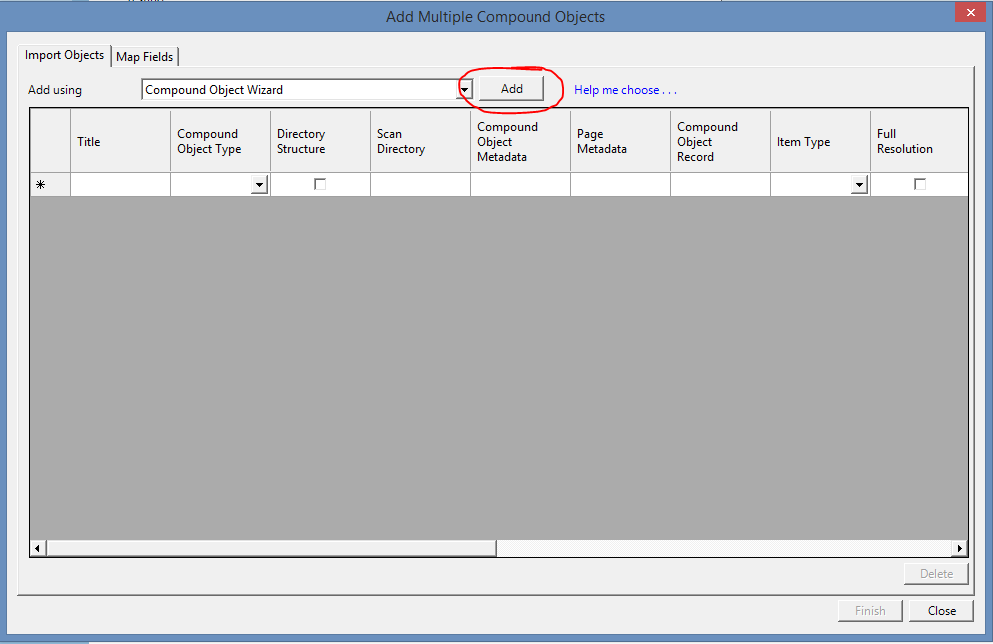 Add Multiple Compound Objects
Import Objects
Map Fields
Add using
Compound Object Wizard
Add
Help me choose . . .
Title
Compound
Object Type
Directory
Structure
Scan
Directory
Compound
Object
Metadata
Page
Metadata
Compound
Object
Record
Item Type
Full
Resolution
Delete
Finish
Close